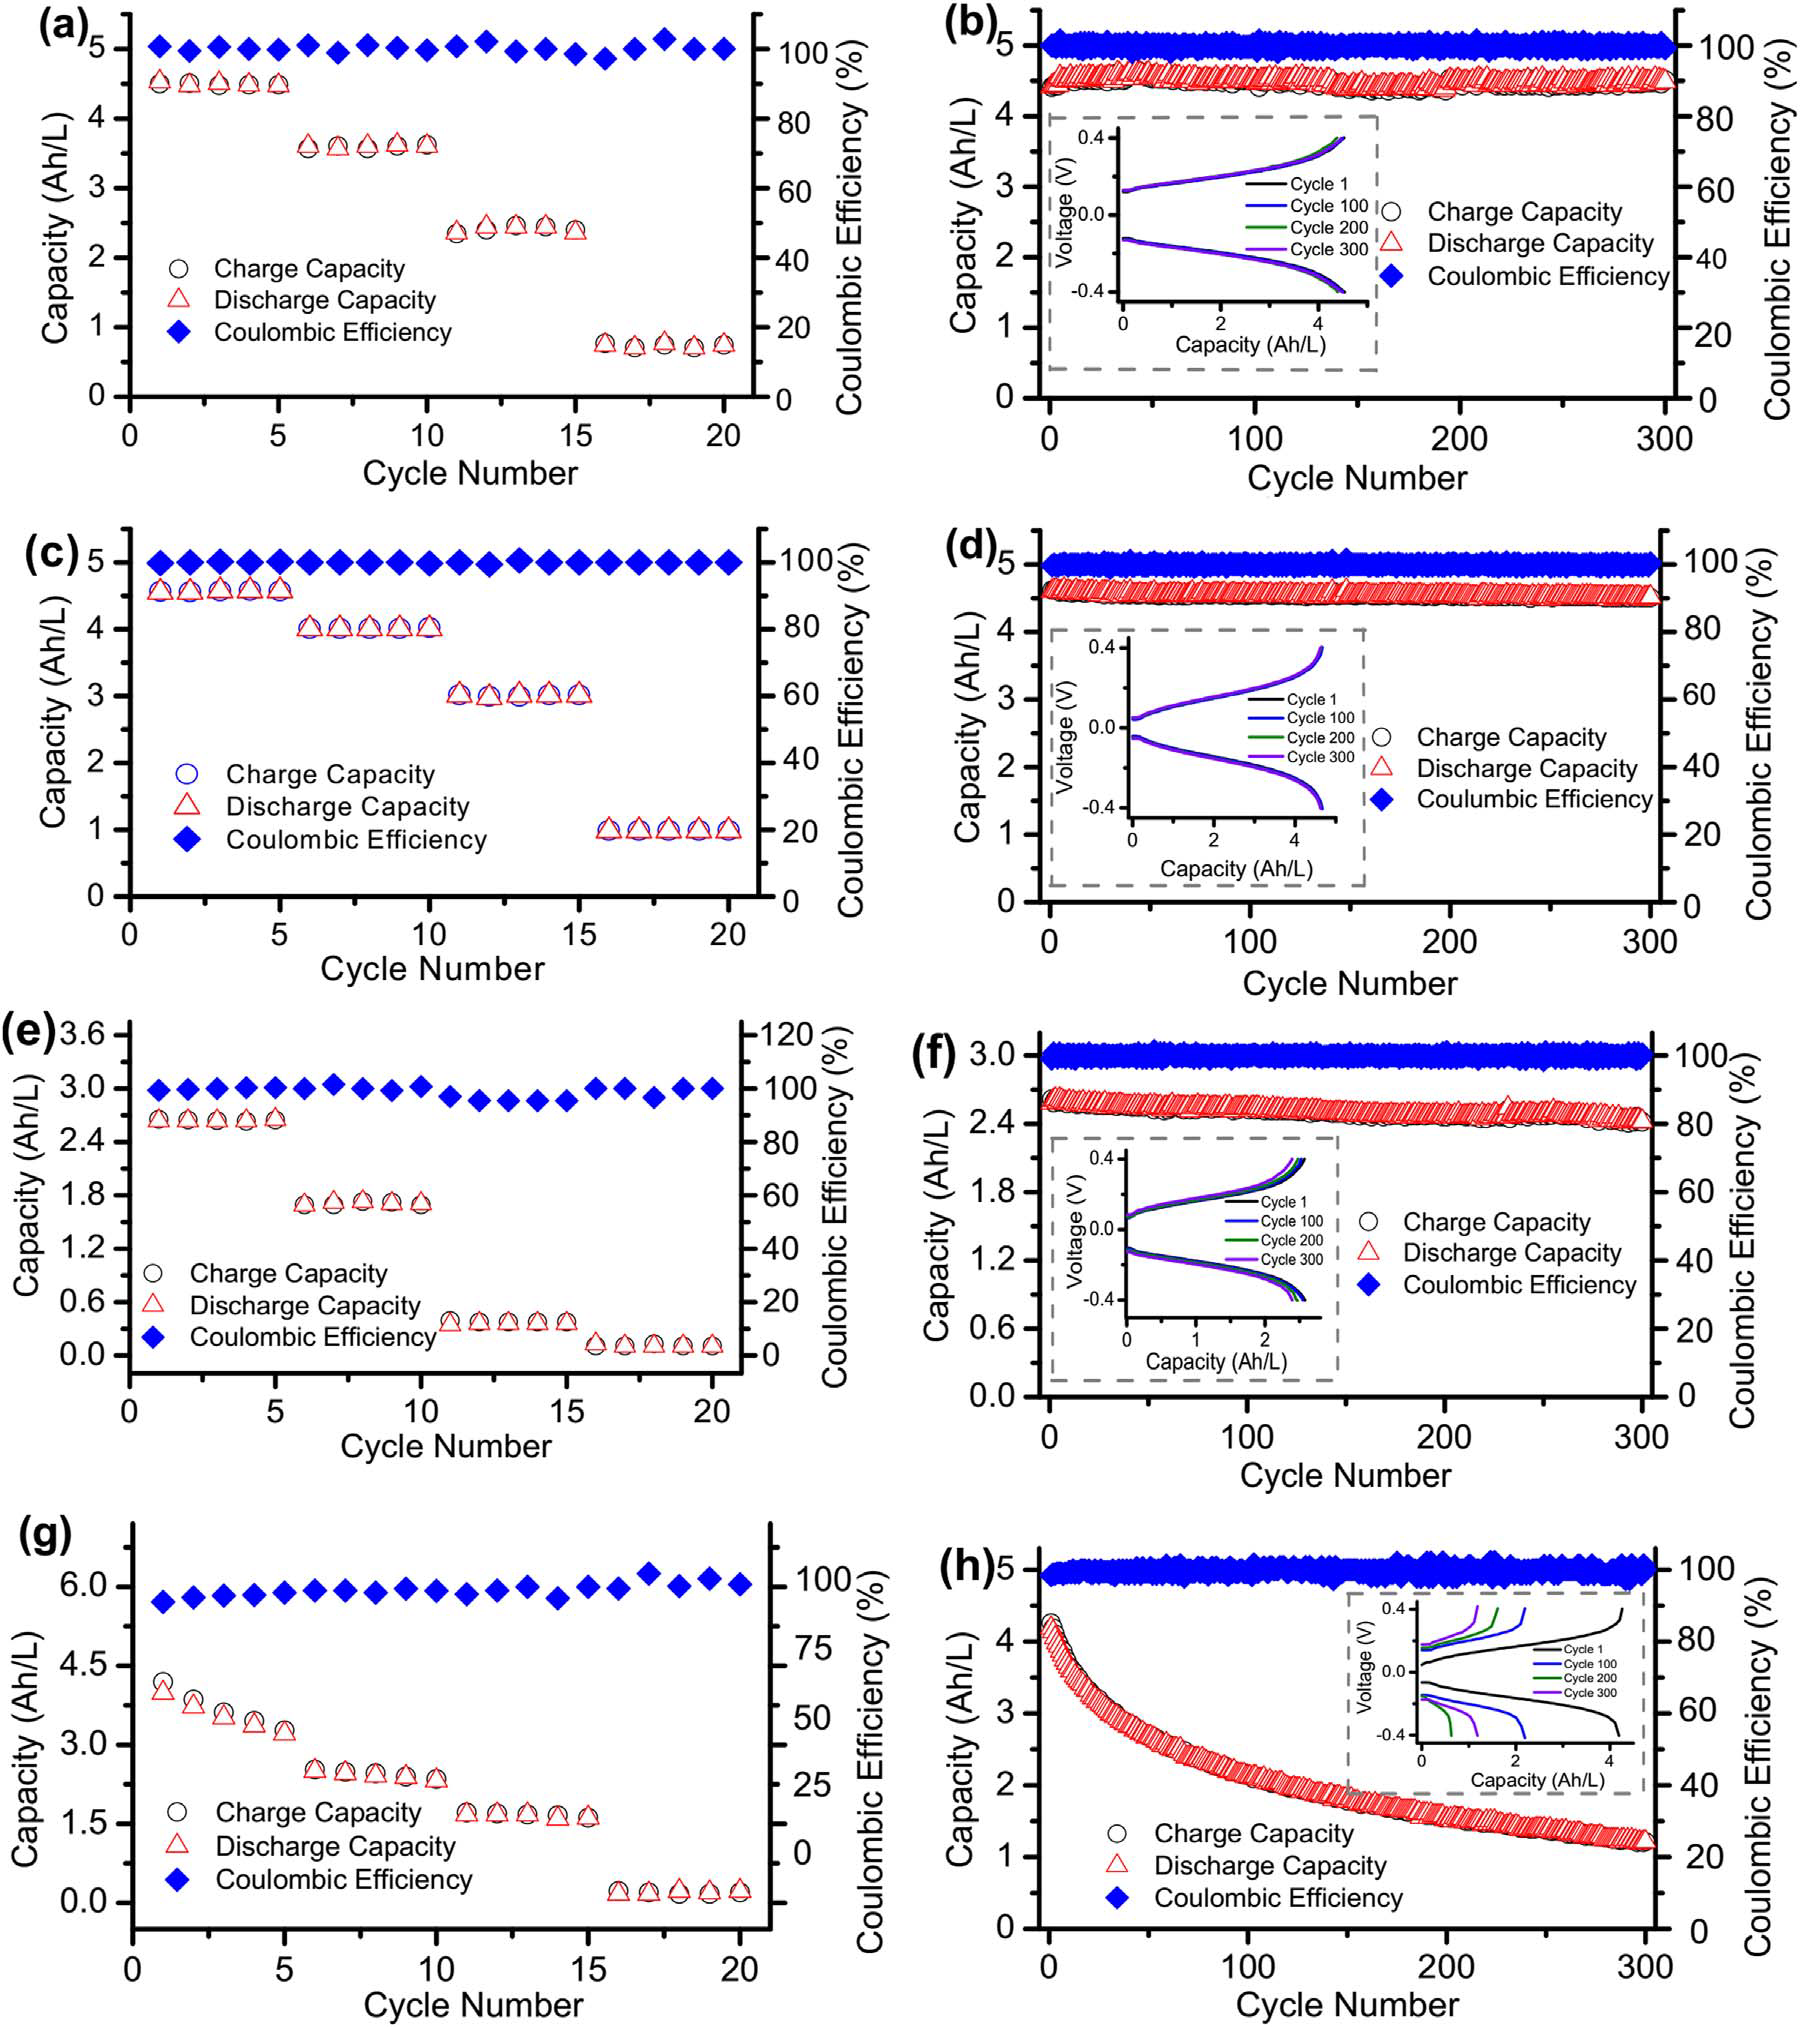 (a)
5
4
3
2
1
0
Capacity (Ah/L)
100
80
60
40
20
0
Coulombic Efficiency (%)
Charge Capacity
Discharge Capacity
Coulombic Efficiency
0 5 10 15 20
Cycle Number
(b)
5
4
3
2
1
0
Capacity (Ah/L)
100
80
60
40
20
0
Coulombic Efficiency (%)
0.4
0.0
-0.4
Voltage (V)
Cycle 1
Cycle 100
Cycle 200
Cycle 300
0 2 4
Capacity (Ah/L)
Charge Capacity
Discharge Capacity
Coulombic Efficiency
0 100 200 300
Cycle Number
(c)
5
4
3
2
1
0
Capacity (Ah/L)
100
80
60
40
20
0
Coulombic Efficiency (%)
Charge Capacity
Discharge Capacity
Coulombic Efficiency
0 5 10 15 20
Cycle Number
(d)
5
4
3
2
1
0
Capacity (Ah/L)
100
80
60
40
20
0
Coulombic Efficiency (%)
0.4
0.0
-0.4
Voltage (V)
Cycle 1
Cycle 100
Cycle 200
Cycle 300
0 2 4
Capacity (Ah/L)
Charge Capacity
Discharge Capacity
Coulumbic Efficiency
0 100 200 300
Cycle Number
(e)
3.6
3.0
2.4
1.8
1.2
0.6
0.0
Capacity (Ah/L)
120
100
80
60
40
20
0
Coulombic Efficiency (%)
Charge Capacity
Discharge Capacity
Coulombic Efficiency
0 5 10 15 20
Cycle Number
(f)
3.0
2.4
1.8
1.2
0.6
0.0
Capacity (Ah/L)
100
80
60
40
20
0
Coulombic Efficiency (%)
0.4
0.0
-0.4
Voltage (V)
Cycle 1
Cycle 100
Cycle 200
Cycle 300
0 1 2
Capacity (Ah/L)
Charge Capacity
Discharge Capacity
Coulombic Efficiency
0 100 200 300
Cycle Number
(g)
6.0
4.5
3.0
1.5
0.0
Capacity (Ah/L)
100
75
50
25
0
Coulombic Efficiency (%)
Charge Capacity
Discharge Capacity
Coulombic Efficiency
0 5 10 15 20
Cycle Number
(h)
5
4
3
2
1
0
Capacity (Ah/L)
100
80
60
40
20
0
Coulombic Efficiency (%)
0.4
0.0
-0.4
Voltage (V)
Cycle 1
Cycle 100
Cycle 200
Cycle 300
0 2 4
Capacity (Ah/L)
Charge Capacity
Discharge Capacity
Coulombic Efficiency
0 100 200 300
Cycle Number